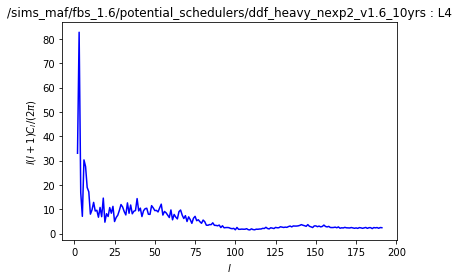 /sims_maf/fbs_1.6/potential_schedulers/ddf_heavy_nexp2_v1.6_10yrs : L4
80
70
60
50
40
30
20
10
0
l(l + 1)Cₗ/(2π)
0 25 50 75 100 125 150 175 200
l